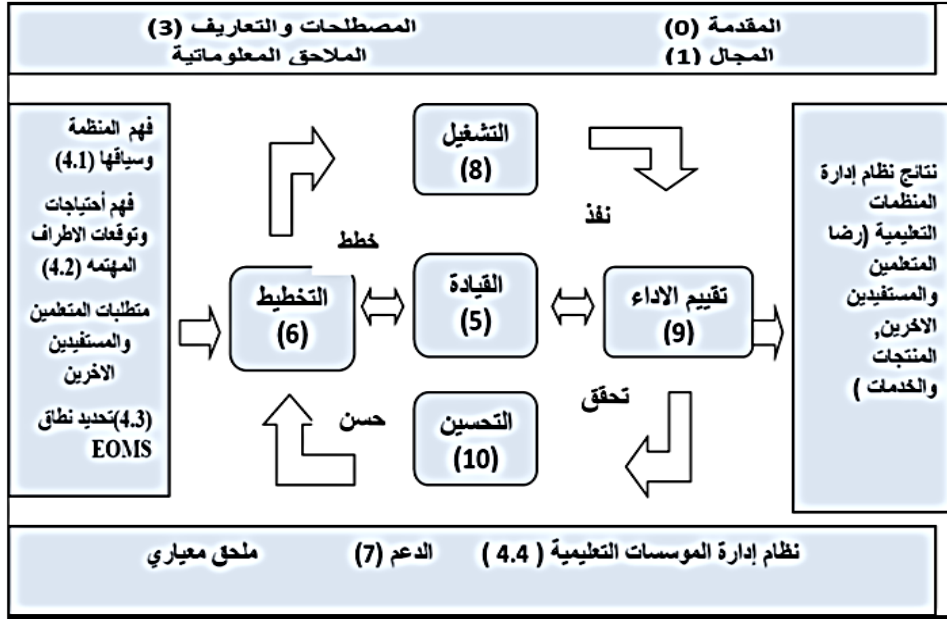 المقدمة (0) المصطلحات والتعاريف (3)
المجال (1) الملاحق المعلوماتية
فهم المنظمة
وسياقها (4.1)
فهم أحتياجات
وتوقعات الاطراف
المهتمه (4.2)
متطلبات المتعلمين
والمستفيدين
الاخرين
(4.3)تحديد نطاق
EOMS
التشغيل
(8)
نفذ
خطط
التخطيط
(6)
القيادة
(5)
تقييم الاداء
(9)
تحقق
حسن
التحسين
(10)
نتائج نظام إدارة
المنظمات
التعليمية (رضا
المتعلمين
والمستفيدين
الاخرين,
المنتجات
والخدمات )
نظام إدارة الموسسات التعليمية ( 4.4 ) الدعم (7) ملحق معياري